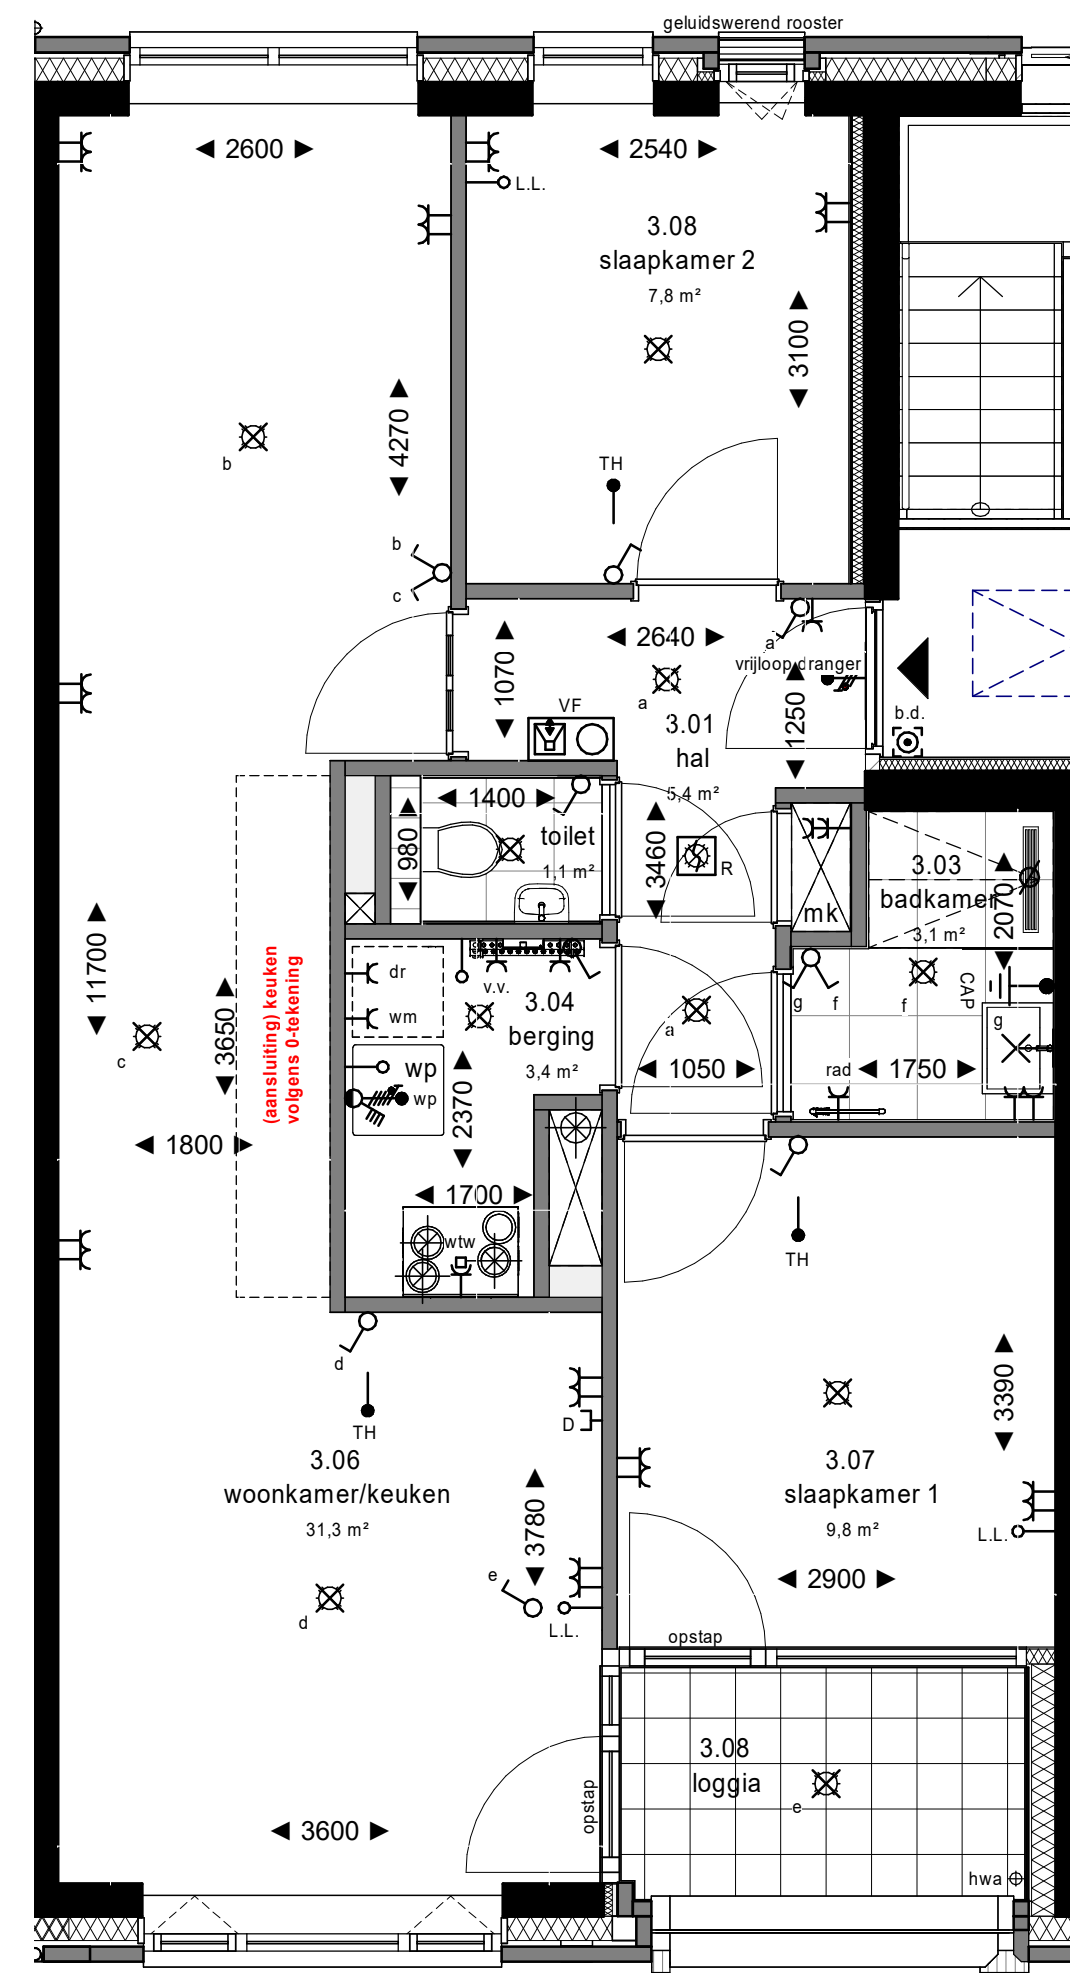 geluidswerend rooster
2600
2540
L.L.
3.08
slaapkamer 2
7,8 m²
3100
4270
b
TH
b
c
2640
a
vrijloop dranger
1070
a
3.01
hal
5,4 m²
1250
b.d.
VF
1400
980
toilet
1,1 m²
3460
R
mk
3.03
badkamer
3,1 m²
2070
11700
3650
(aansluiting) keuken
volgens 0-tekening
dr
wm
v.v.
3.04
berging
3,4 m²
wp
wp
2370
a
1050
g
f
f
CAP
g
rad
1750
c
1800
1700
wtw
TH
d
TH
D
3.06
woonkamer/keuken
31,3 m²
3780
3390
3.07
slaapkamer 1
9,8 m²
L.L.
2900
e
L.L.
d
opstap
3.08
loggia
e
opstap
3600
hwa